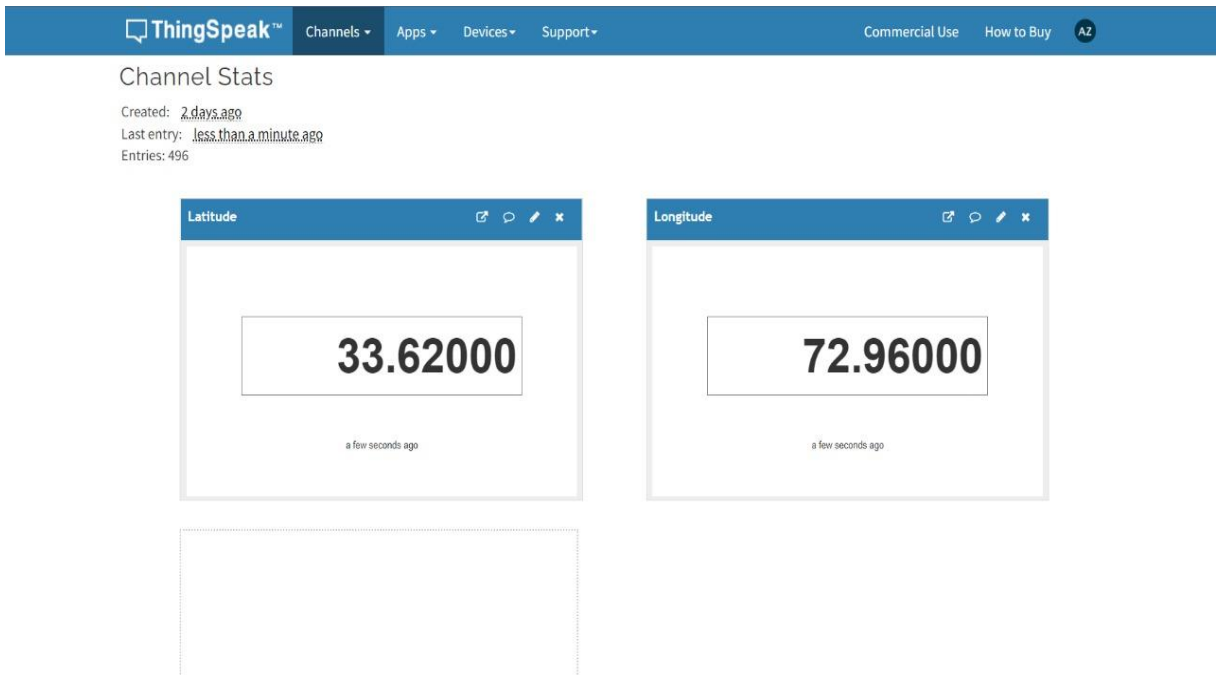 ThingSpeak™ Channels Apps Devices Support Commercial Use How to Buy AZ
Channel Stats
Created: 2 days ago
Last entry: less than a minute ago
Entries: 496
Latitude
33.62000
a few seconds ago
Longitude
72.96000
a few seconds ago